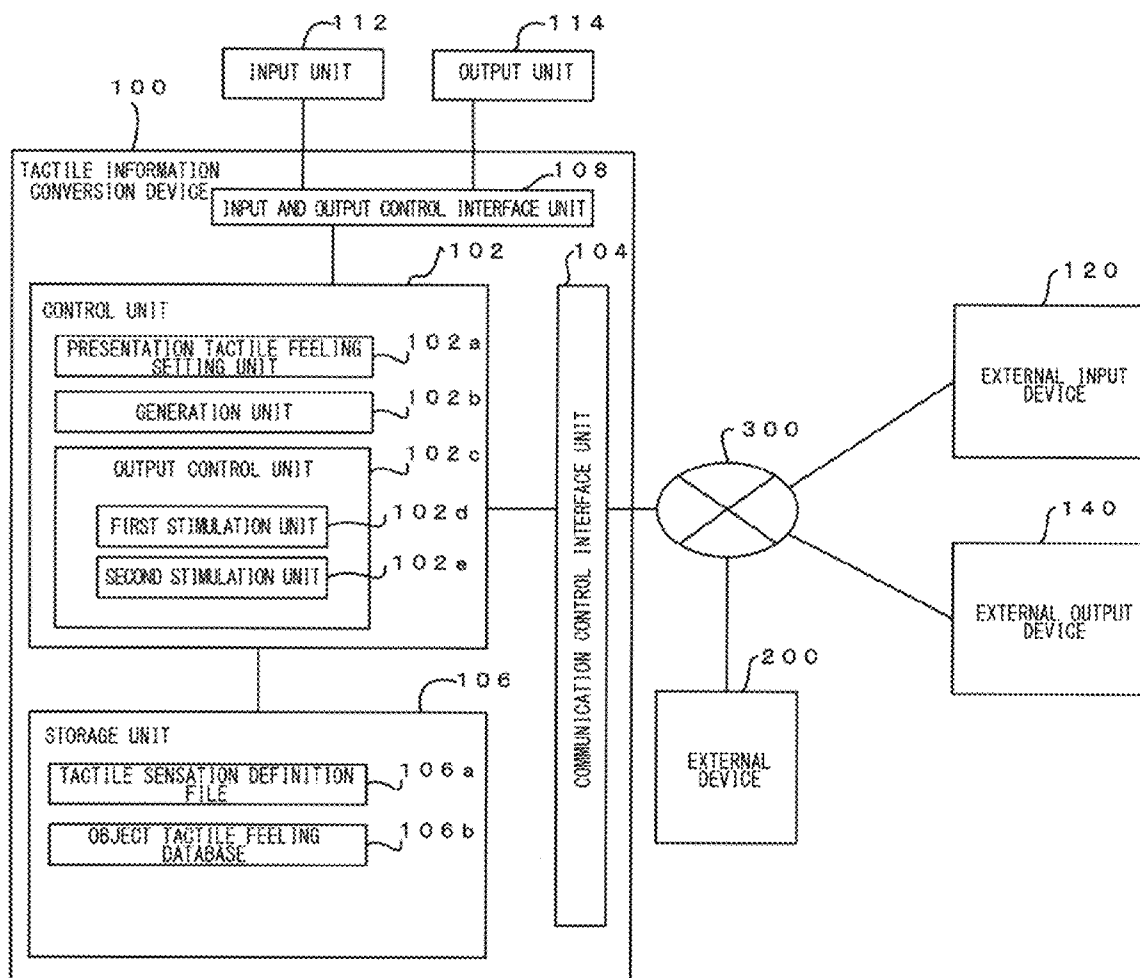 112
114
INPUT UNIT
OUTPUT UNIT
100
TACTILE INFORMATION
CONVERSION DEVICE
108
INPUT AND OUTPUT CONTROL INTERFACE UNIT
102
104
CONTROL UNIT
PRESENTATION TACTILE FEELING
SETTING UNIT
102a
GENERATION UNIT
102b
OUTPUT CONTROL UNIT
102c
FIRST STIMULATION UNIT
102d
SECOND STIMULATION UNIT
102e
COMMUNICATION CONTROL INTERFACE UNIT
106
STORAGE UNIT
TACTILE SENSATION DEFINITION
FILE
106a
OBJECT TACTILE FEELING
DATABASE
106b
300
120
EXTERNAL INPUT
DEVICE
140
EXTERNAL OUTPUT
DEVICE
200
EXTERNAL
DEVICE